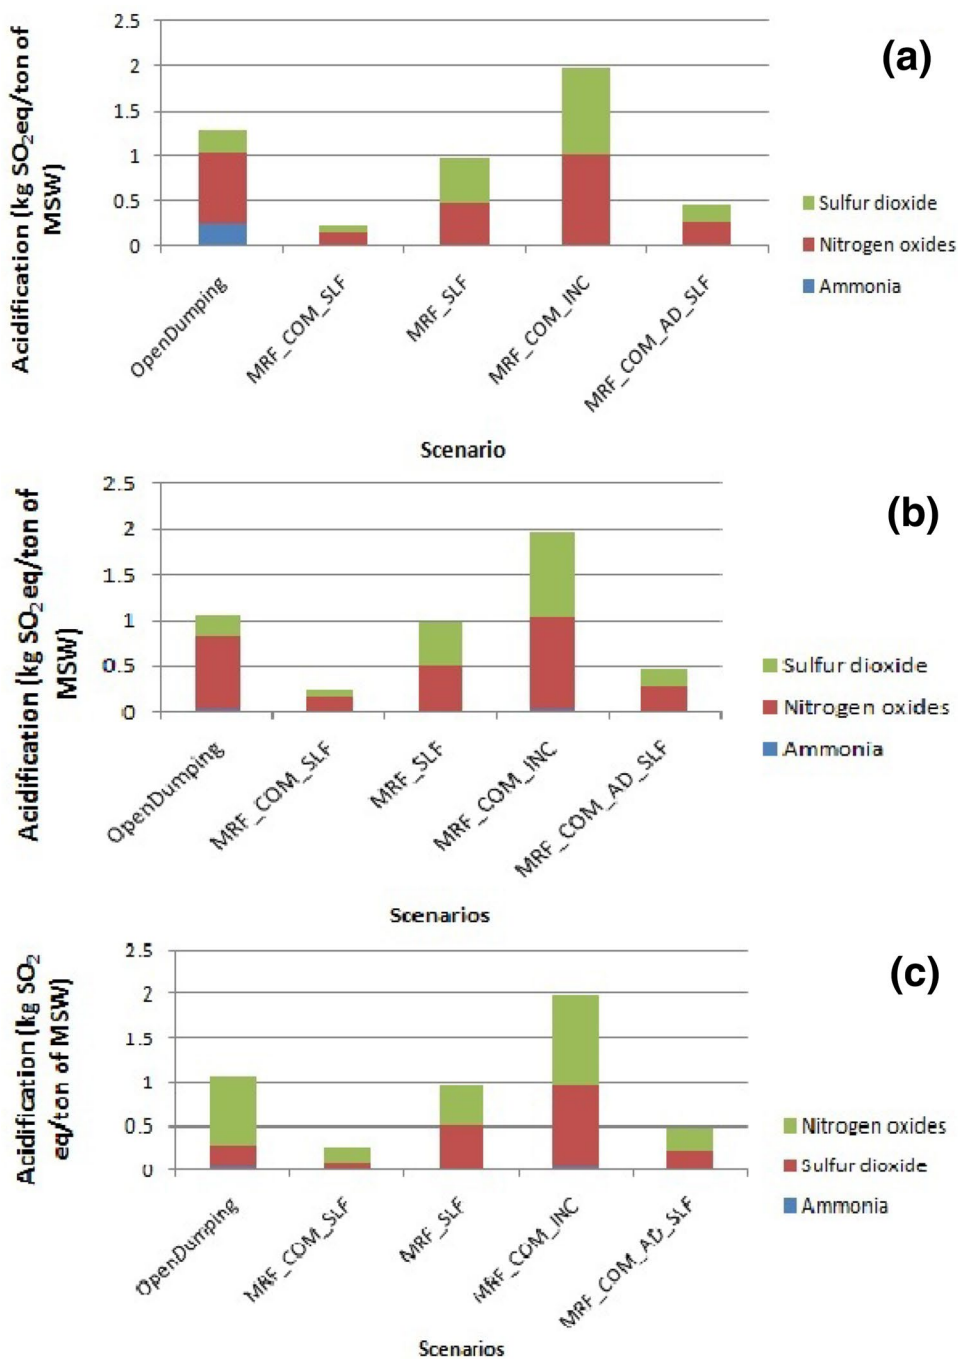 (a)
Acidification (kg SO₂eq/ton of
MSW)
2.5
2
1.5
1
0.5
0
OpenDumping
MRF_COM_SLF
MRF_SLF
MRF_COM_INC
MRF_COM_AD_SLF
Scenario
Sulfur dioxide
Nitrogen oxides
Ammonia
(b)
Acidification (kg SO₂ eq/ton of
MSW)
2.5
2
1.5
1
0.5
0
OpenDumping
MRF_COM_SLF
MRF_SLF
MRF_COM_INC
MRF_COM_AD_SLF
Scenarios
Sulfur dioxide
Nitrogen oxides
Ammonia
(c)
Acidification (kg SO₂
eq/ton of MSW)
2.5
2
1.5
1
0.5
0
OpenDumping
MRF_COM_SLF
MRF_SLF
MRF_COM_INC
MRF_COM_AD_SLF
Scenarios
Nitrogen oxides
Sulfur dioxide
Ammonia